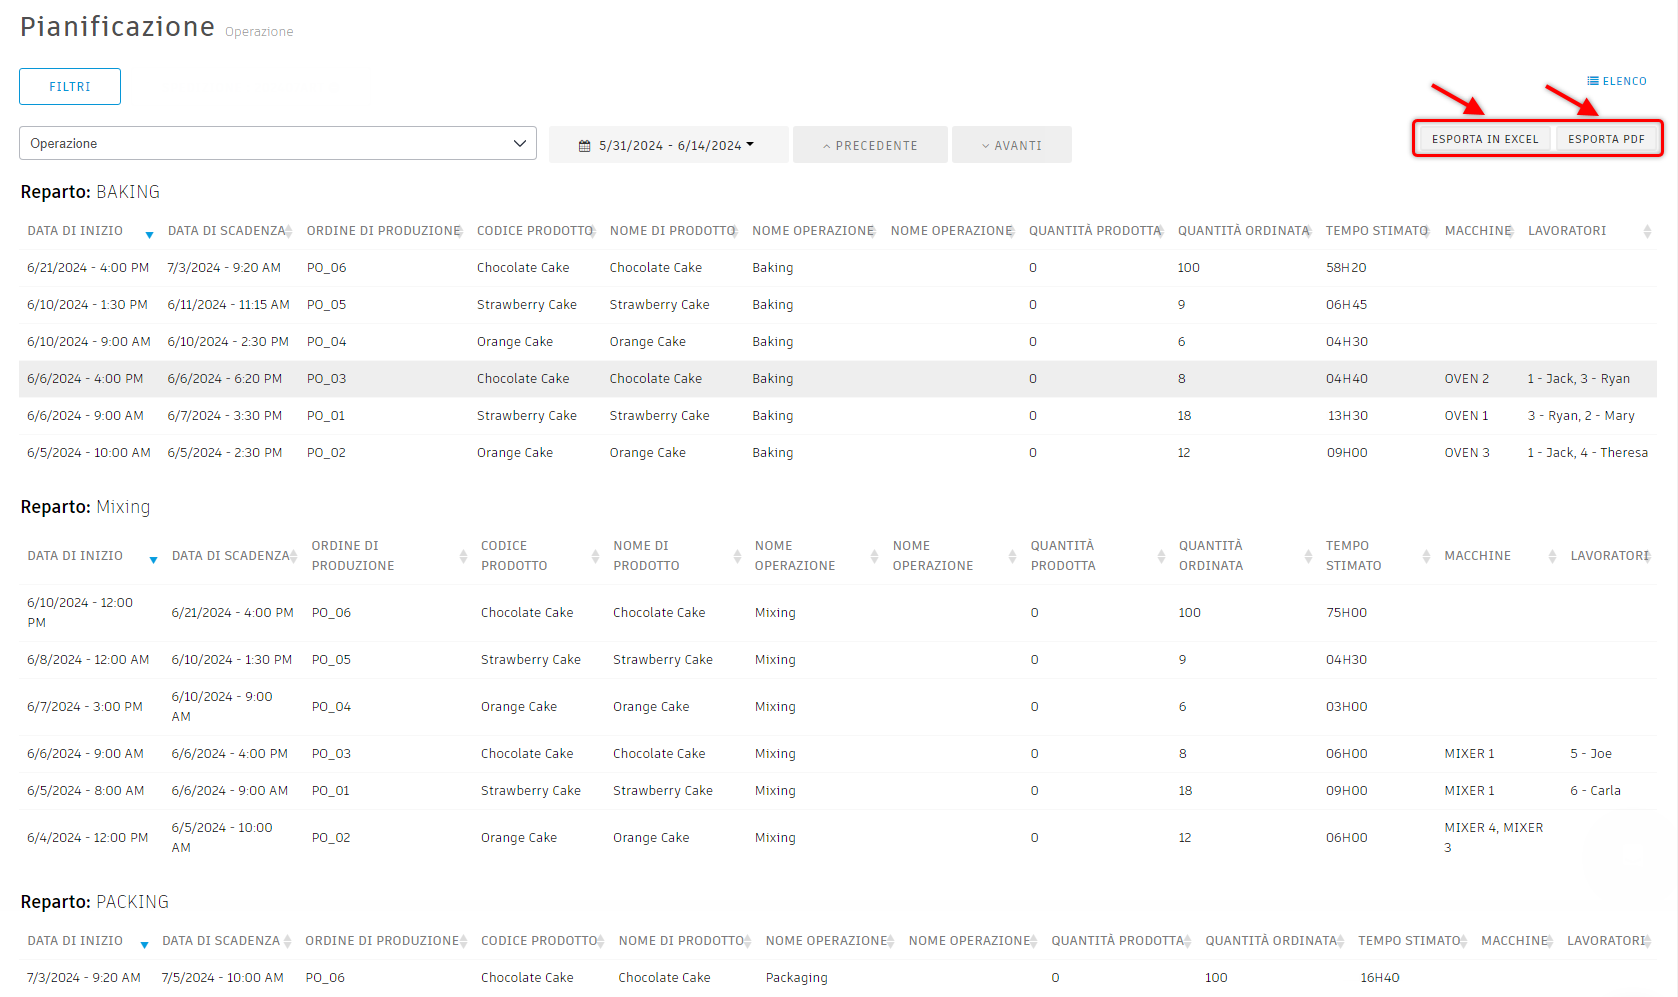 Pianificazione Operazione
FILTRI
ELENCO
Operazione 5/31/2024 - 6/14/2024 PRECEDENTE AVANTI ESPORTA IN EXCEL ESPORTA PDF
Reparto: BAKING
DATA DI INIZIO DATA DI SCADENZA ORDINE DI PRODUZIONE CODICE PRODOTTO NOME DI PRODOTTO NOME OPERAZIONE NOME OPERAZIONE QUANTITÀ PRODOTTA QUANTITÀ ORDINATA TEMPO STIMATO MACCHINE LAVORATORI
6/21/2024 - 4:00 PM 7/3/2024 - 9:20 AM PO_06 Chocolate Cake Chocolate Cake Baking 0 100 58H20
6/10/2024 - 1:30 PM 6/11/2024 - 11:15 AM PO_05 Strawberry Cake Strawberry Cake Baking 0 9 06H45
6/10/2024 - 9:00 AM 6/10/2024 - 2:30 PM PO_04 Orange Cake Orange Cake Baking 0 6 04H30
6/6/2024 - 4:00 PM 6/6/2024 - 6:20 PM PO_03 Chocolate Cake Chocolate Cake Baking 0 8 04H40 OVEN 2 1 - Jack, 3 - Ryan
6/6/2024 - 9:00 AM 6/7/2024 - 3:30 PM PO_01 Strawberry Cake Strawberry Cake Baking 0 18 13H30 OVEN 1 3 - Ryan, 2 - Mary
6/5/2024 - 10:00 AM 6/5/2024 - 2:30 PM PO_02 Orange Cake Orange Cake Baking 0 12 09H00 OVEN 3 1 - Jack, 4 - Theresa
Reparto: Mixing
DATA DI INIZIO DATA DI SCADENZA ORDINE DI PRODUZIONE CODICE PRODOTTO NOME DI PRODOTTO NOME OPERAZIONE NOME OPERAZIONE QUANTITÀ PRODOTTA QUANTITÀ ORDINATA TEMPO STIMATO MACCHINE LAVORATORI
6/10/2024 - 12:00 PM 6/21/2024 - 4:00 PM PO_06 Chocolate Cake Chocolate Cake Mixing 0 100 75H00
6/8/2024 - 12:00 AM 6/10/2024 - 1:30 PM PO_05 Strawberry Cake Strawberry Cake Mixing 0 9 04H30
6/7/2024 - 3:00 PM 6/10/2024 - 9:00 AM PO_04 Orange Cake Orange Cake Mixing 0 6 03H00
6/6/2024 - 9:00 AM 6/6/2024 - 4:00 PM PO_03 Chocolate Cake Chocolate Cake Mixing 0 8 06H00 MIXER 1 5 - Joe
6/5/2024 - 8:00 AM 6/6/2024 - 9:00 AM PO_01 Strawberry Cake Strawberry Cake Mixing 0 18 09H00 MIXER 1 6 - Carla
6/4/2024 - 12:00 PM 6/5/2024 - 10:00 AM PO_02 Orange Cake Orange Cake Mixing 0 12 06H00 MIXER 4, MIXER 3
Reparto: PACKING
DATA DI INIZIO DATA DI SCADENZA ORDINE DI PRODUZIONE CODICE PRODOTTO NOME DI PRODOTTO NOME OPERAZIONE NOME OPERAZIONE QUANTITÀ PRODOTTA QUANTITÀ ORDINATA TEMPO STIMATO MACCHINE LAVORATORI
7/3/2024 - 9:20 AM 7/5/2024 - 10:00 AM PO_06 Chocolate Cake Chocolate Cake Packaging 0 100 16H40